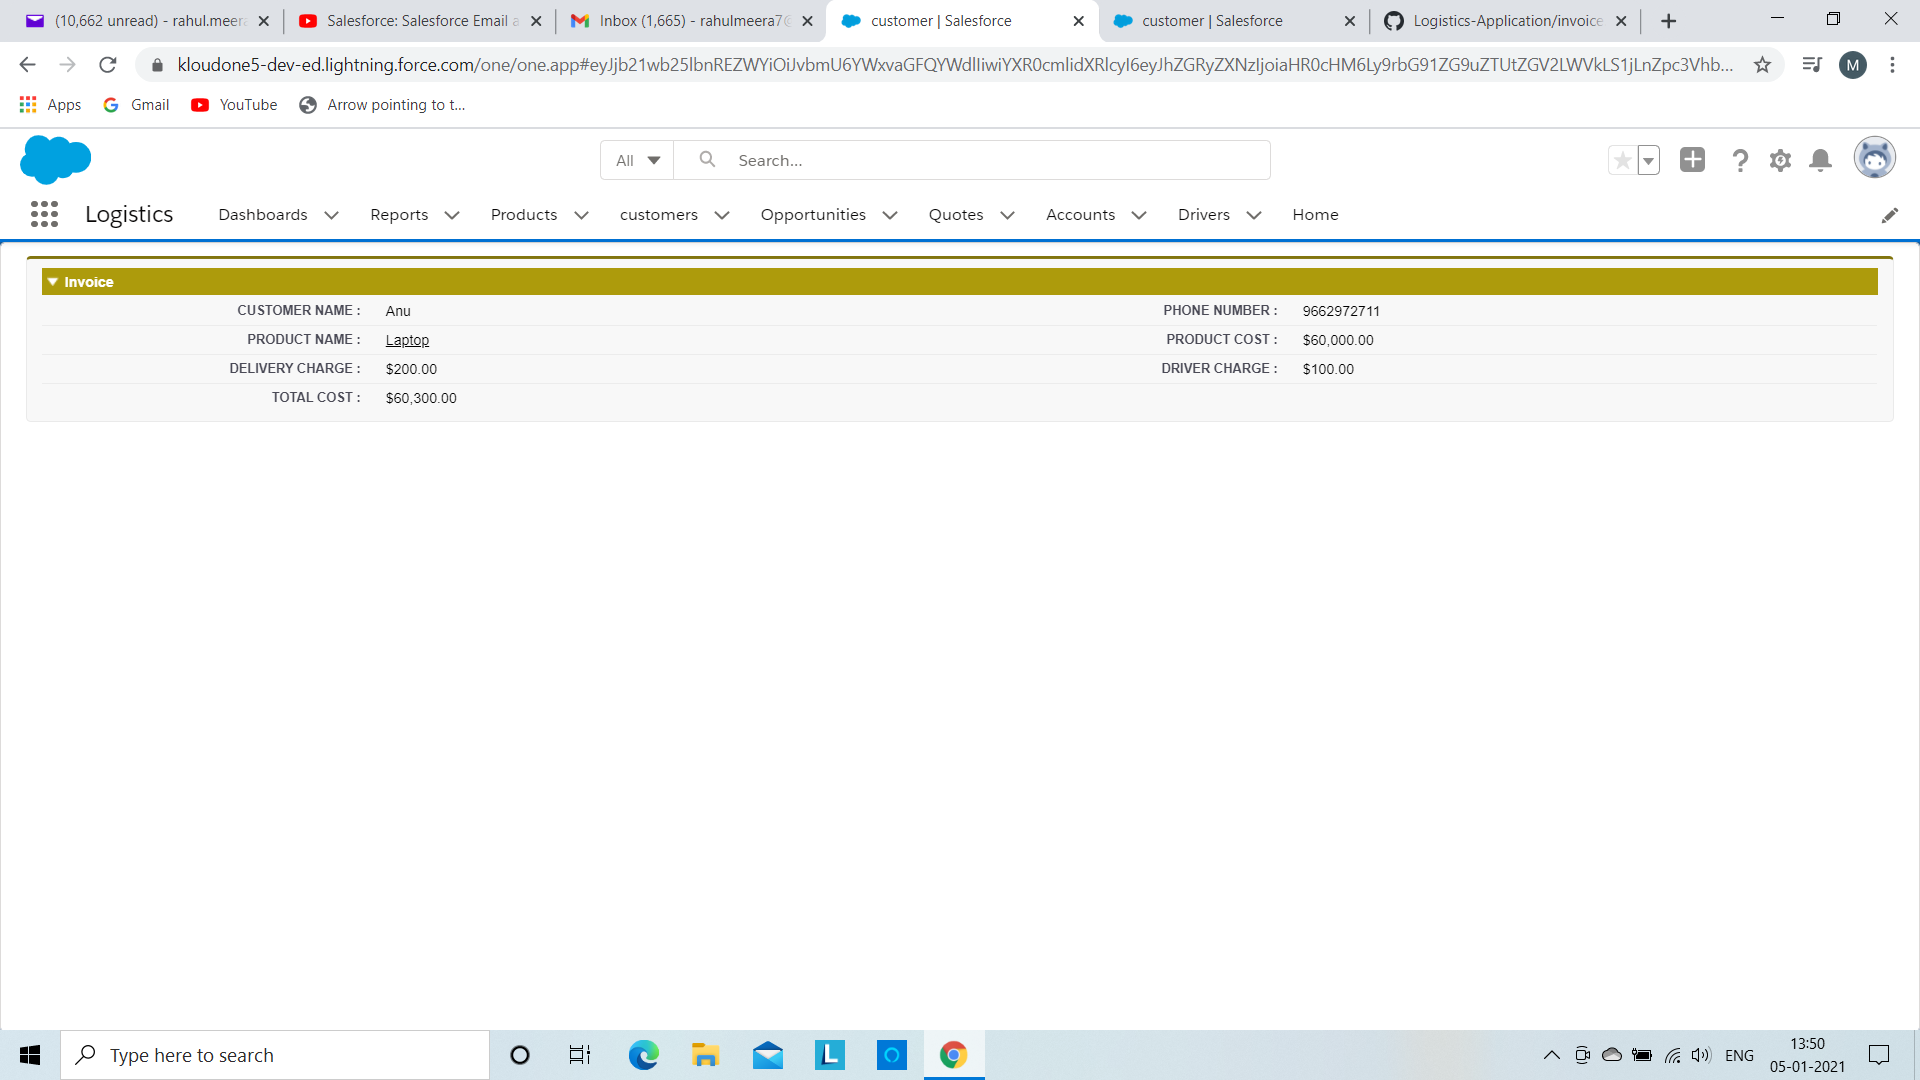 (10,662 unread) - rahul.meera
Salesforce: Salesforce Email a
Inbox (1,665) - rahulmeera7@
customer | Salesforce
customer | Salesforce
Logistics-Application/invoice
kloudone5-dev-ed.lightning.force.com/one/one.app#
M
Apps
Gmail
YouTube
Arrow pointing to t...
All
Search...
Logistics
Dashboards
Reports
Products
customers
Opportunities
Quotes
Accounts
Drivers
Home
Invoice
CUSTOMER NAME : Anu
PHONE NUMBER : 9662972711
PRODUCT NAME : Laptop
PRODUCT COST : $60,000.00
DELIVERY CHARGE : $200.00
DRIVER CHARGE : $100.00
TOTAL COST : $60,300.00
Type here to search
L
ENG
13:50
05-01-2021